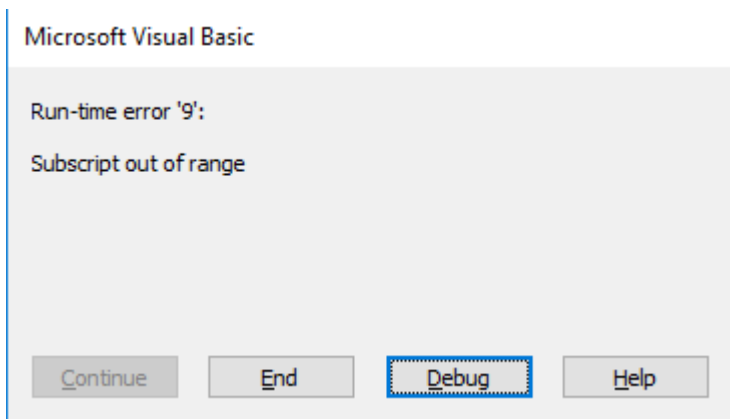 Microsoft Visual Basic
Run-time error '9':
Subscript out of range
Continue End Debug Help